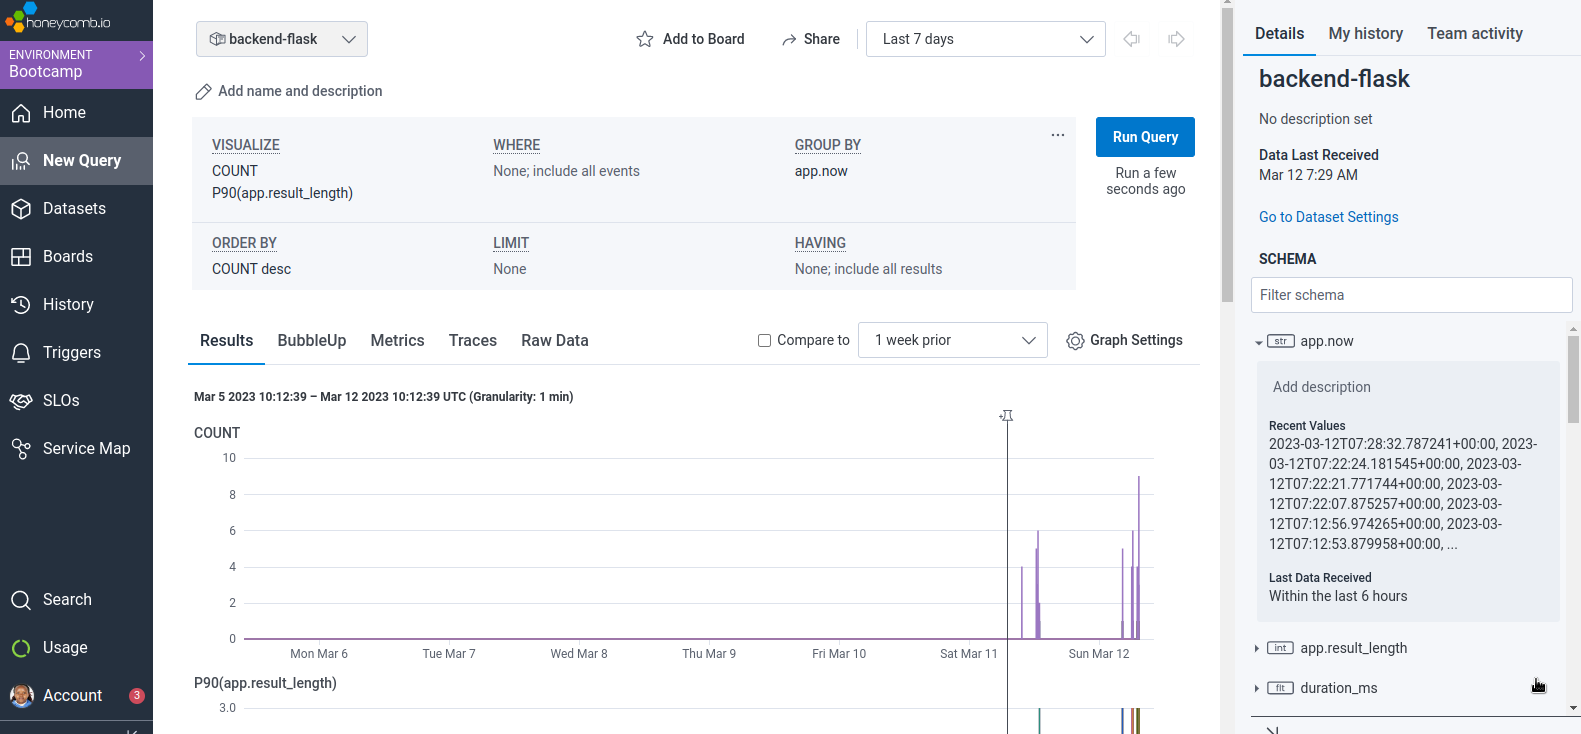 honeycomb.io
ENVIRONMENT
Bootcamp
Home
New Query
Datasets
Boards
History
Triggers
SLOs
Service Map
Search
Usage
Account
3
backend-flask
Add to Board
Share
Last 7 days
Add name and description
VISUALIZE
COUNT
P90(app.result_length)
WHERE
None; include all events
GROUP BY
app.now
ORDER BY
COUNT desc
LIMIT
None
HAVING
None; include all results
Run Query
Run a few
seconds ago
Results
BubbleUp
Metrics
Traces
Raw Data
Compare to
1 week prior
Graph Settings
Mar 5 2023 10:12:39 – Mar 12 2023 10:12:39 UTC (Granularity: 1 min)
COUNT
10
8
6
4
2
0
Mon Mar 6
Tue Mar 7
Wed Mar 8
Thu Mar 9
Fri Mar 10
Sat Mar 11
Sun Mar 12
P90(app.result_length)
3.0
Details
My history
Team activity
backend-flask
No description set
Data Last Received
Mar 12 7:29 AM
Go to Dataset Settings
SCHEMA
Filter schema
str app.now
Add description
Recent Values
2023-03-12T07:28:32.787241+00:00, 2023-
03-12T07:22:24.181545+00:00, 2023-03-
12T07:22:21.771744+00:00, 2023-03-
12T07:22:07.875257+00:00, 2023-03-
12T07:12:56.974265+00:00, 2023-03-
12T07:12:53.879958+00:00, ...
Last Data Received
Within the last 6 hours
int app.result_length
flt duration_ms